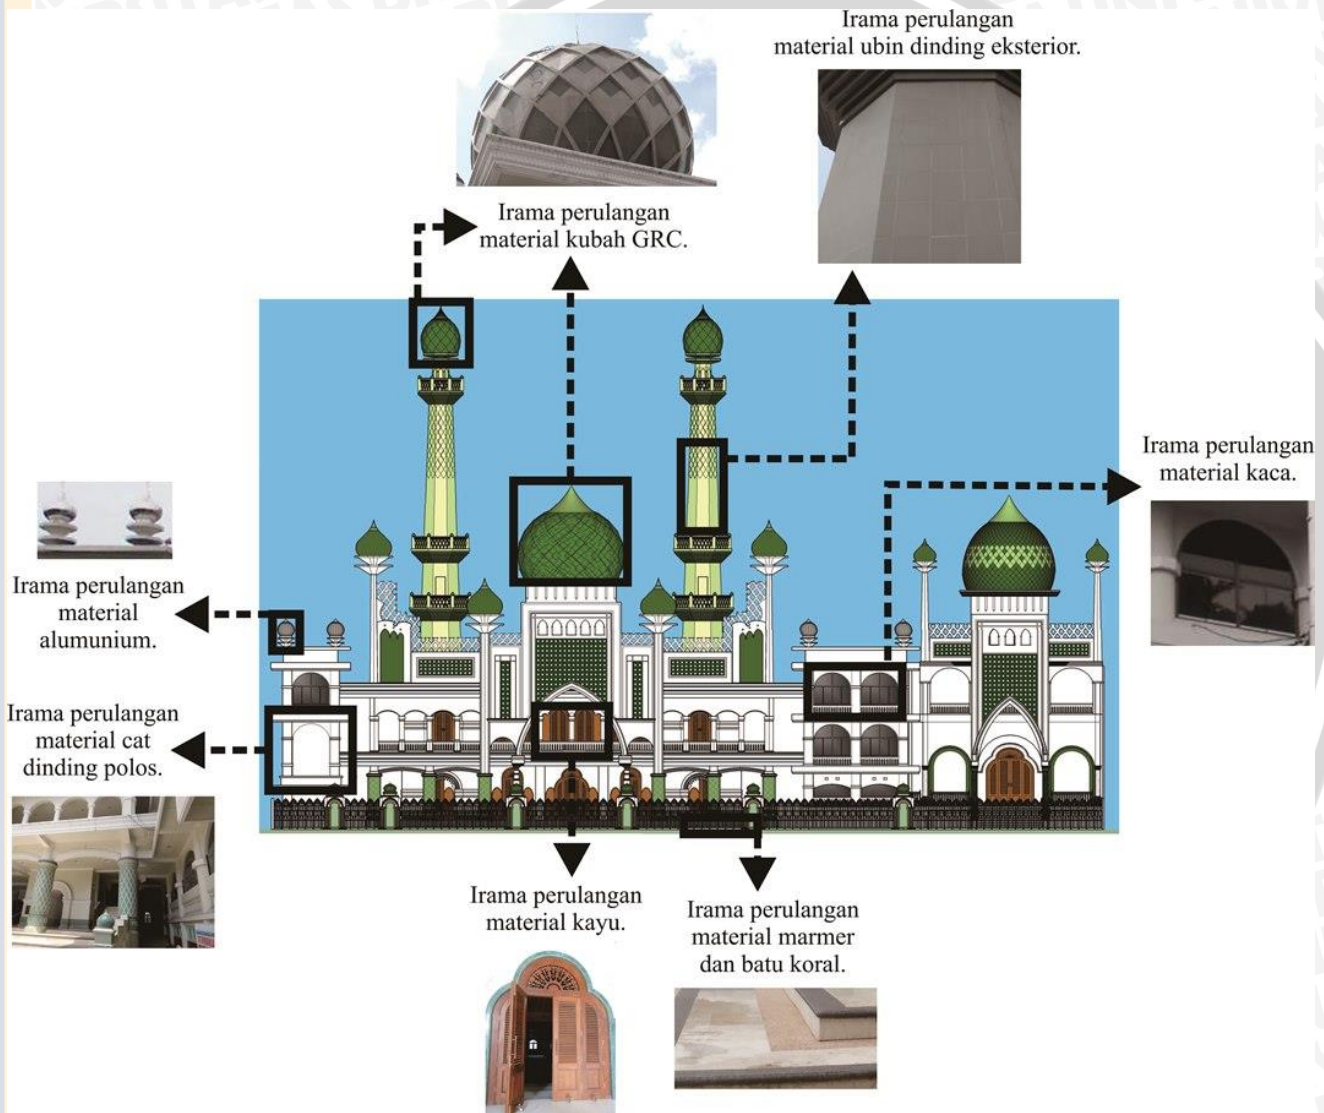 Irama perulangan
material ubin dinding eksterior.
Irama perulangan
material kubah GRC.
Irama perulangan
material kaca.
Irama perulangan
material
alumunium.
Irama perulangan
material cat
dinding polos.
Irama perulangan
material kayu.
Irama perulangan
material marmer
dan batu koral.